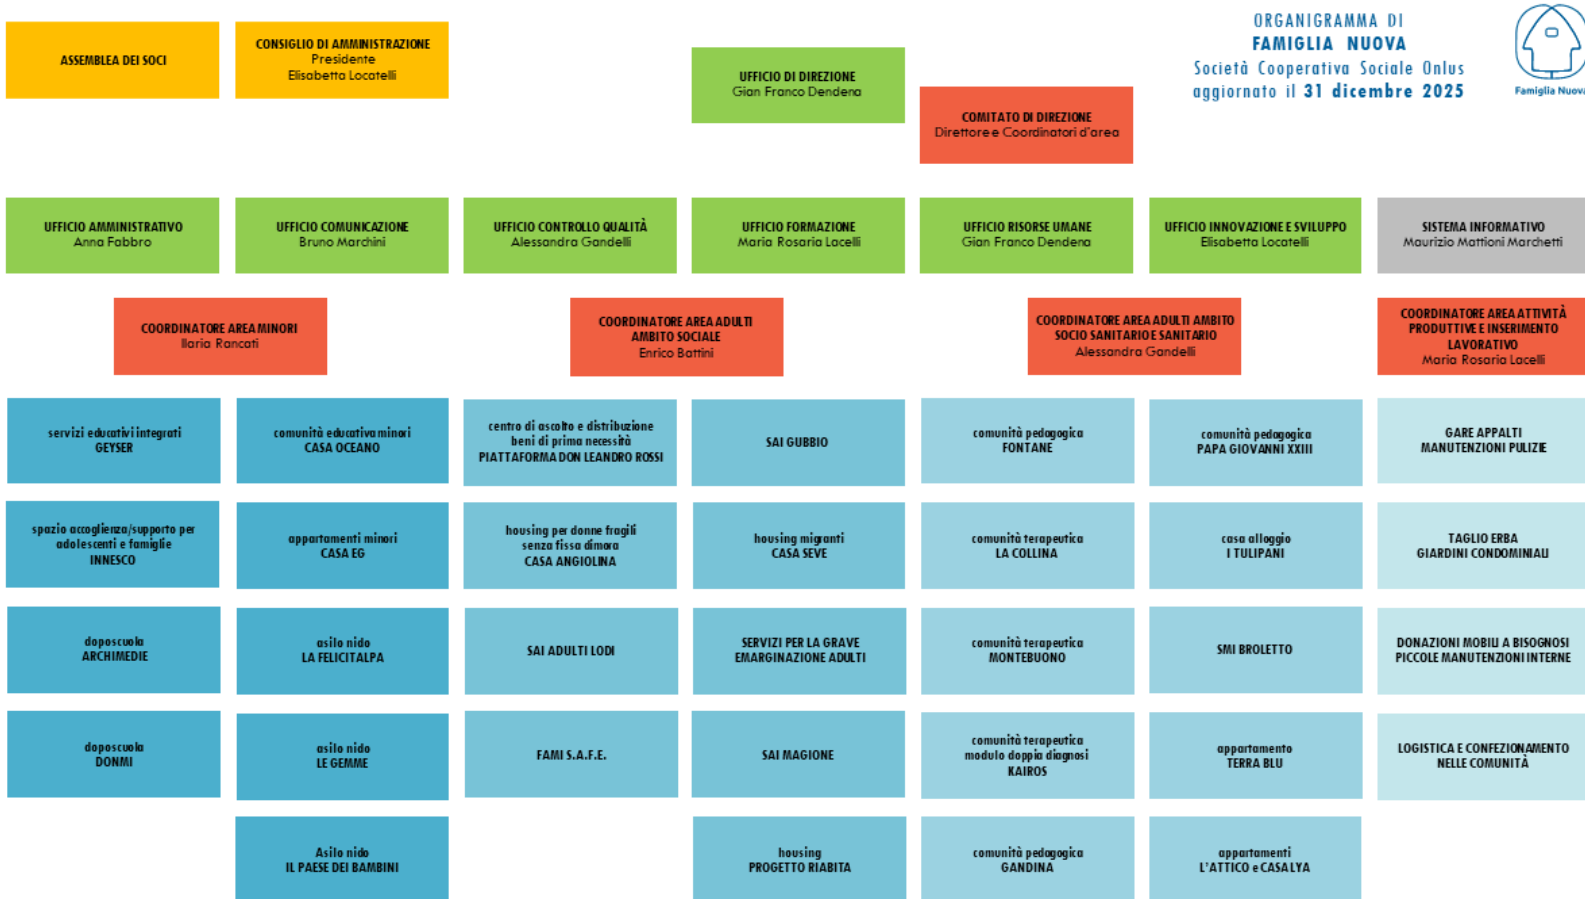 ORGANIGRAMMA DI
FAMIGLIA NUOVA
Società Cooperativa Sociale Onlus
aggiornato il 31 dicembre 2025
Famiglia Nuova
ASSEMBLEA DEI SOCI
CONSIGLIO DI AMMINISTRAZIONE
Presidente
Elisabetta Locatelli
UFFICIO DI DIREZIONE
Gian Franco Dendena
COMITATO DI DIREZIONE
Direttore e Coordinatori d'area
UFFICIO AMMINISTRATIVO
Anna Fabbro
UFFICIO COMUNICAZIONE
Bruno Marchini
UFFICIO CONTROLLO QUALITÀ
Alessandra Gandelli
UFFICIO FORMAZIONE
Maria Rosaria Lacelli
UFFICIO RISORSE UMANE
Gian Franco Dendena
UFFICIO INNOVAZIONE E SVILUPPO
Elisabetta Locatelli
SISTEMA INFORMATIVO
Maurizio Mattioni Marchetti
COORDINATORE AREA MINORI
Ilaria Rancati
COORDINATORE AREA ADULTI
AMBITO SOCIALE
Enrico Battini
COORDINATORE AREA ADULTI AMBITO
SOCIO SANITARIO E SANITARIO
Alessandra Gandelli
COORDINATORE AREA ATTIVITÀ
PRODUTTIVE E INSERIMENTO
LAVORATIVO
Maria Rosaria Lacelli
servizi educativi integrati
GEYSER
comunità educativa minori
CASA OCEANO
centro di ascolto e distribuzione
beni di prima necessità
PIATTAFORMA DON LEANDRO ROSSI
SAI GUBBIO
comunità pedagogica
FONTANE
comunità pedagogica
PAPA GIOVANNI XXIII
GARE APPALTI
MANUTENZIONI PULIZIE
spazio accoglienza/supporto per
adolescenti e famiglie
INNESCO
appartamenti minori
CASA EG
housing per donne fragili
senza fissa dimora
CASA ANGIOLINA
housing migranti
CASA SEVE
comunità terapeutica
LA COLLINA
casa alloggio
I TULIPANI
TAGLIO ERBA
GIARDINI CONDOMINIALI
doposcuola
ARCHIMEDIE
asilo nido
LA FELICITALPA
SAI ADULTI LODI
SERVIZI PER LA GRAVE
EMARGINAZIONE ADULTI
comunità terapeutica
MONTEBUONO
SMI BROLETTO
DONAZIONI MOBILI A BISOGNOSI
PICCOLE MANUTENZIONI INTERNE
doposcuola
DONMI
asilo nido
LE GEMME
FAMI S.A.F.E.
SAI MAGIONE
comunità terapeutica
modulo doppia diagnosi
KAIROS
appartamento
TERRA BLU
LOGISTICA E CONFEZIONAMENTO
NELLE COMUNITÀ
Asilo nido
IL PAESE DEI BAMBINI
housing
PROGETTO RIABITA
comunità pedagogica
GANDINA
appartamenti
L'ATTICO e CASA LYA